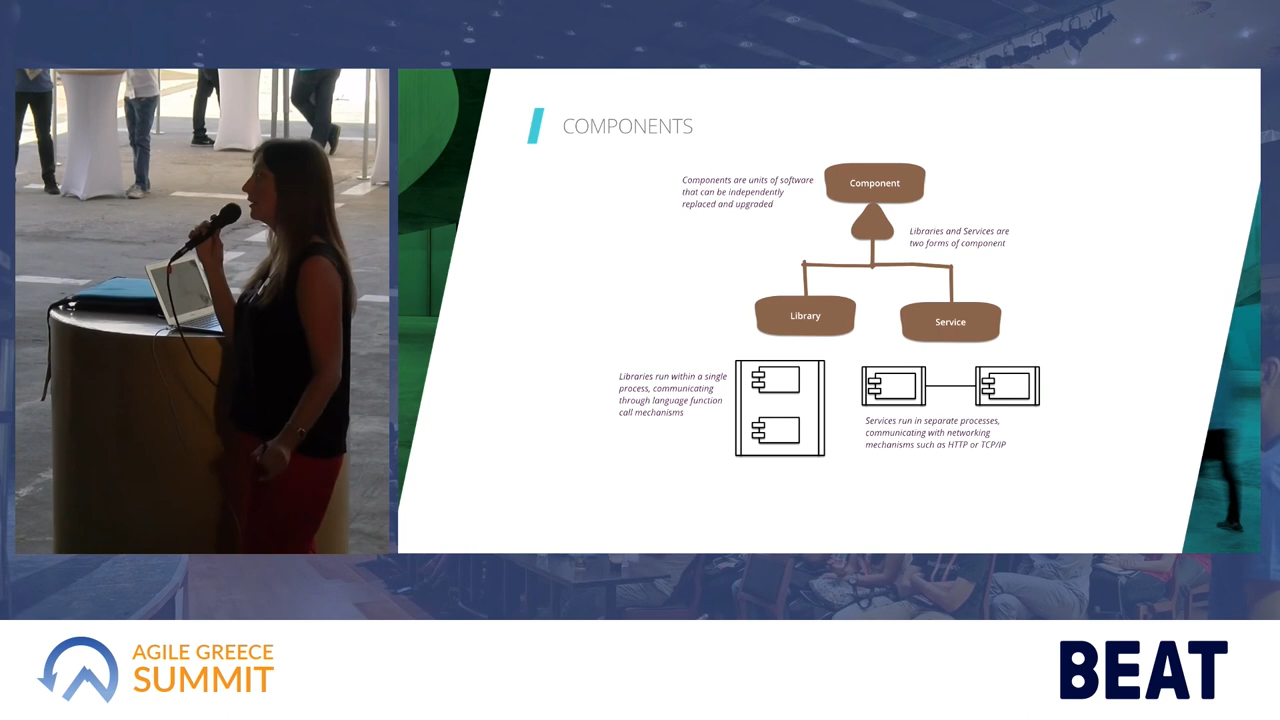 COMPONENTS
Components are units of software
that can be independently
replaced and upgraded
Component
Libraries and Services are
two forms of component
Library
Service
Libraries run within a single
process, communicating
through language function
call mechanisms
Services run in separate processes,
communicating with networking
mechanisms such as HTTP or TCP/IP
AGILE GREECE
SUMMIT
BEAT